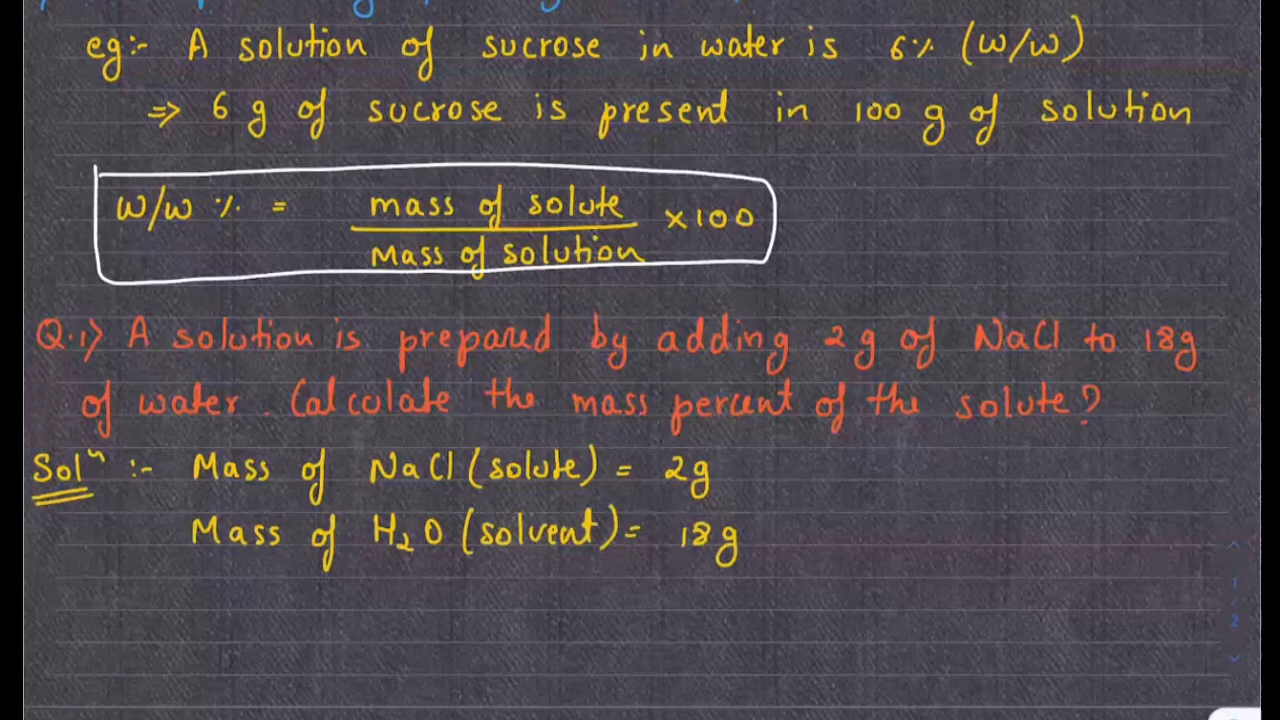 eg:- A solution of sucrose in water is 6% (w/w)
⇒ 6 g of sucrose is present in 100 g of solution
w/w % = mass of solute / Mass of solution × 100
Q.1) A solution is prepared by adding 2g of NaCl to 18g
of water. Calculate the mass percent of the solute?
Solⁿ :- Mass of NaCl (solute) = 2g
Mass of H₂O (solvent) = 18g
1
2